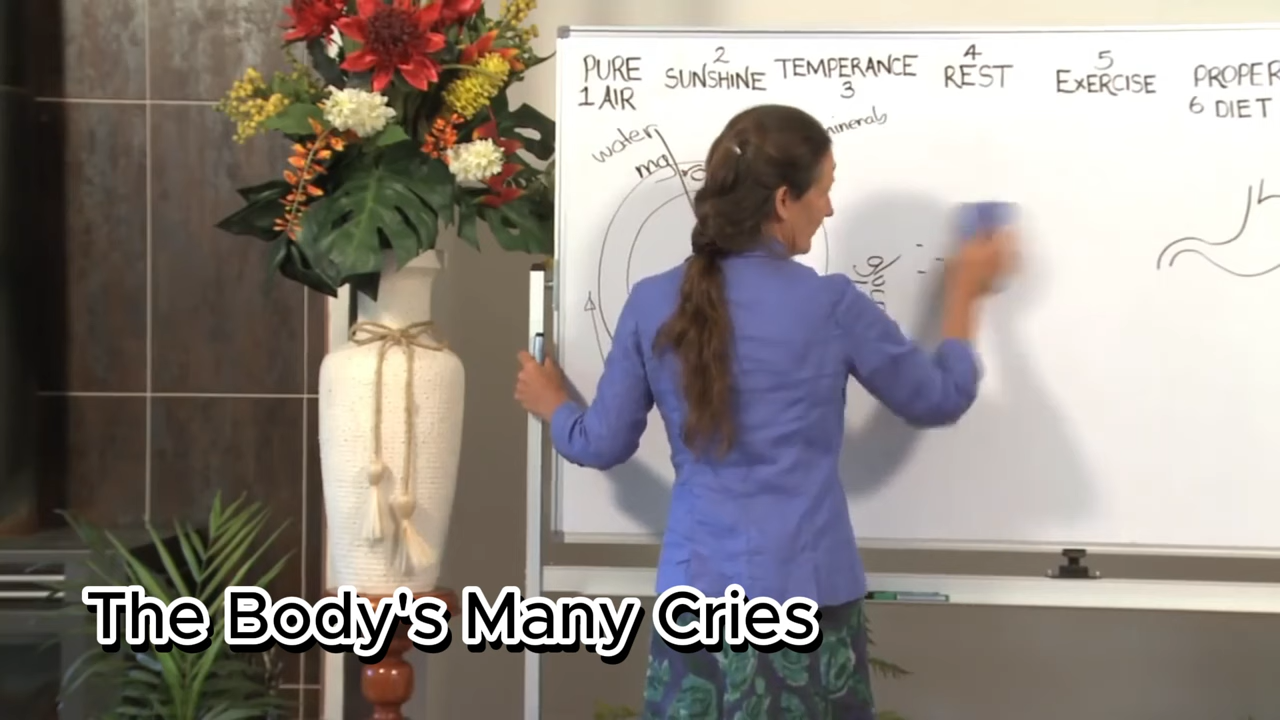 PURE
1 AIR
2
SUNSHINE
TEMPERANCE
3
4
REST
5
EXERCISE
PROPER
6 DIET
water
minerals
The Body's Many Cries